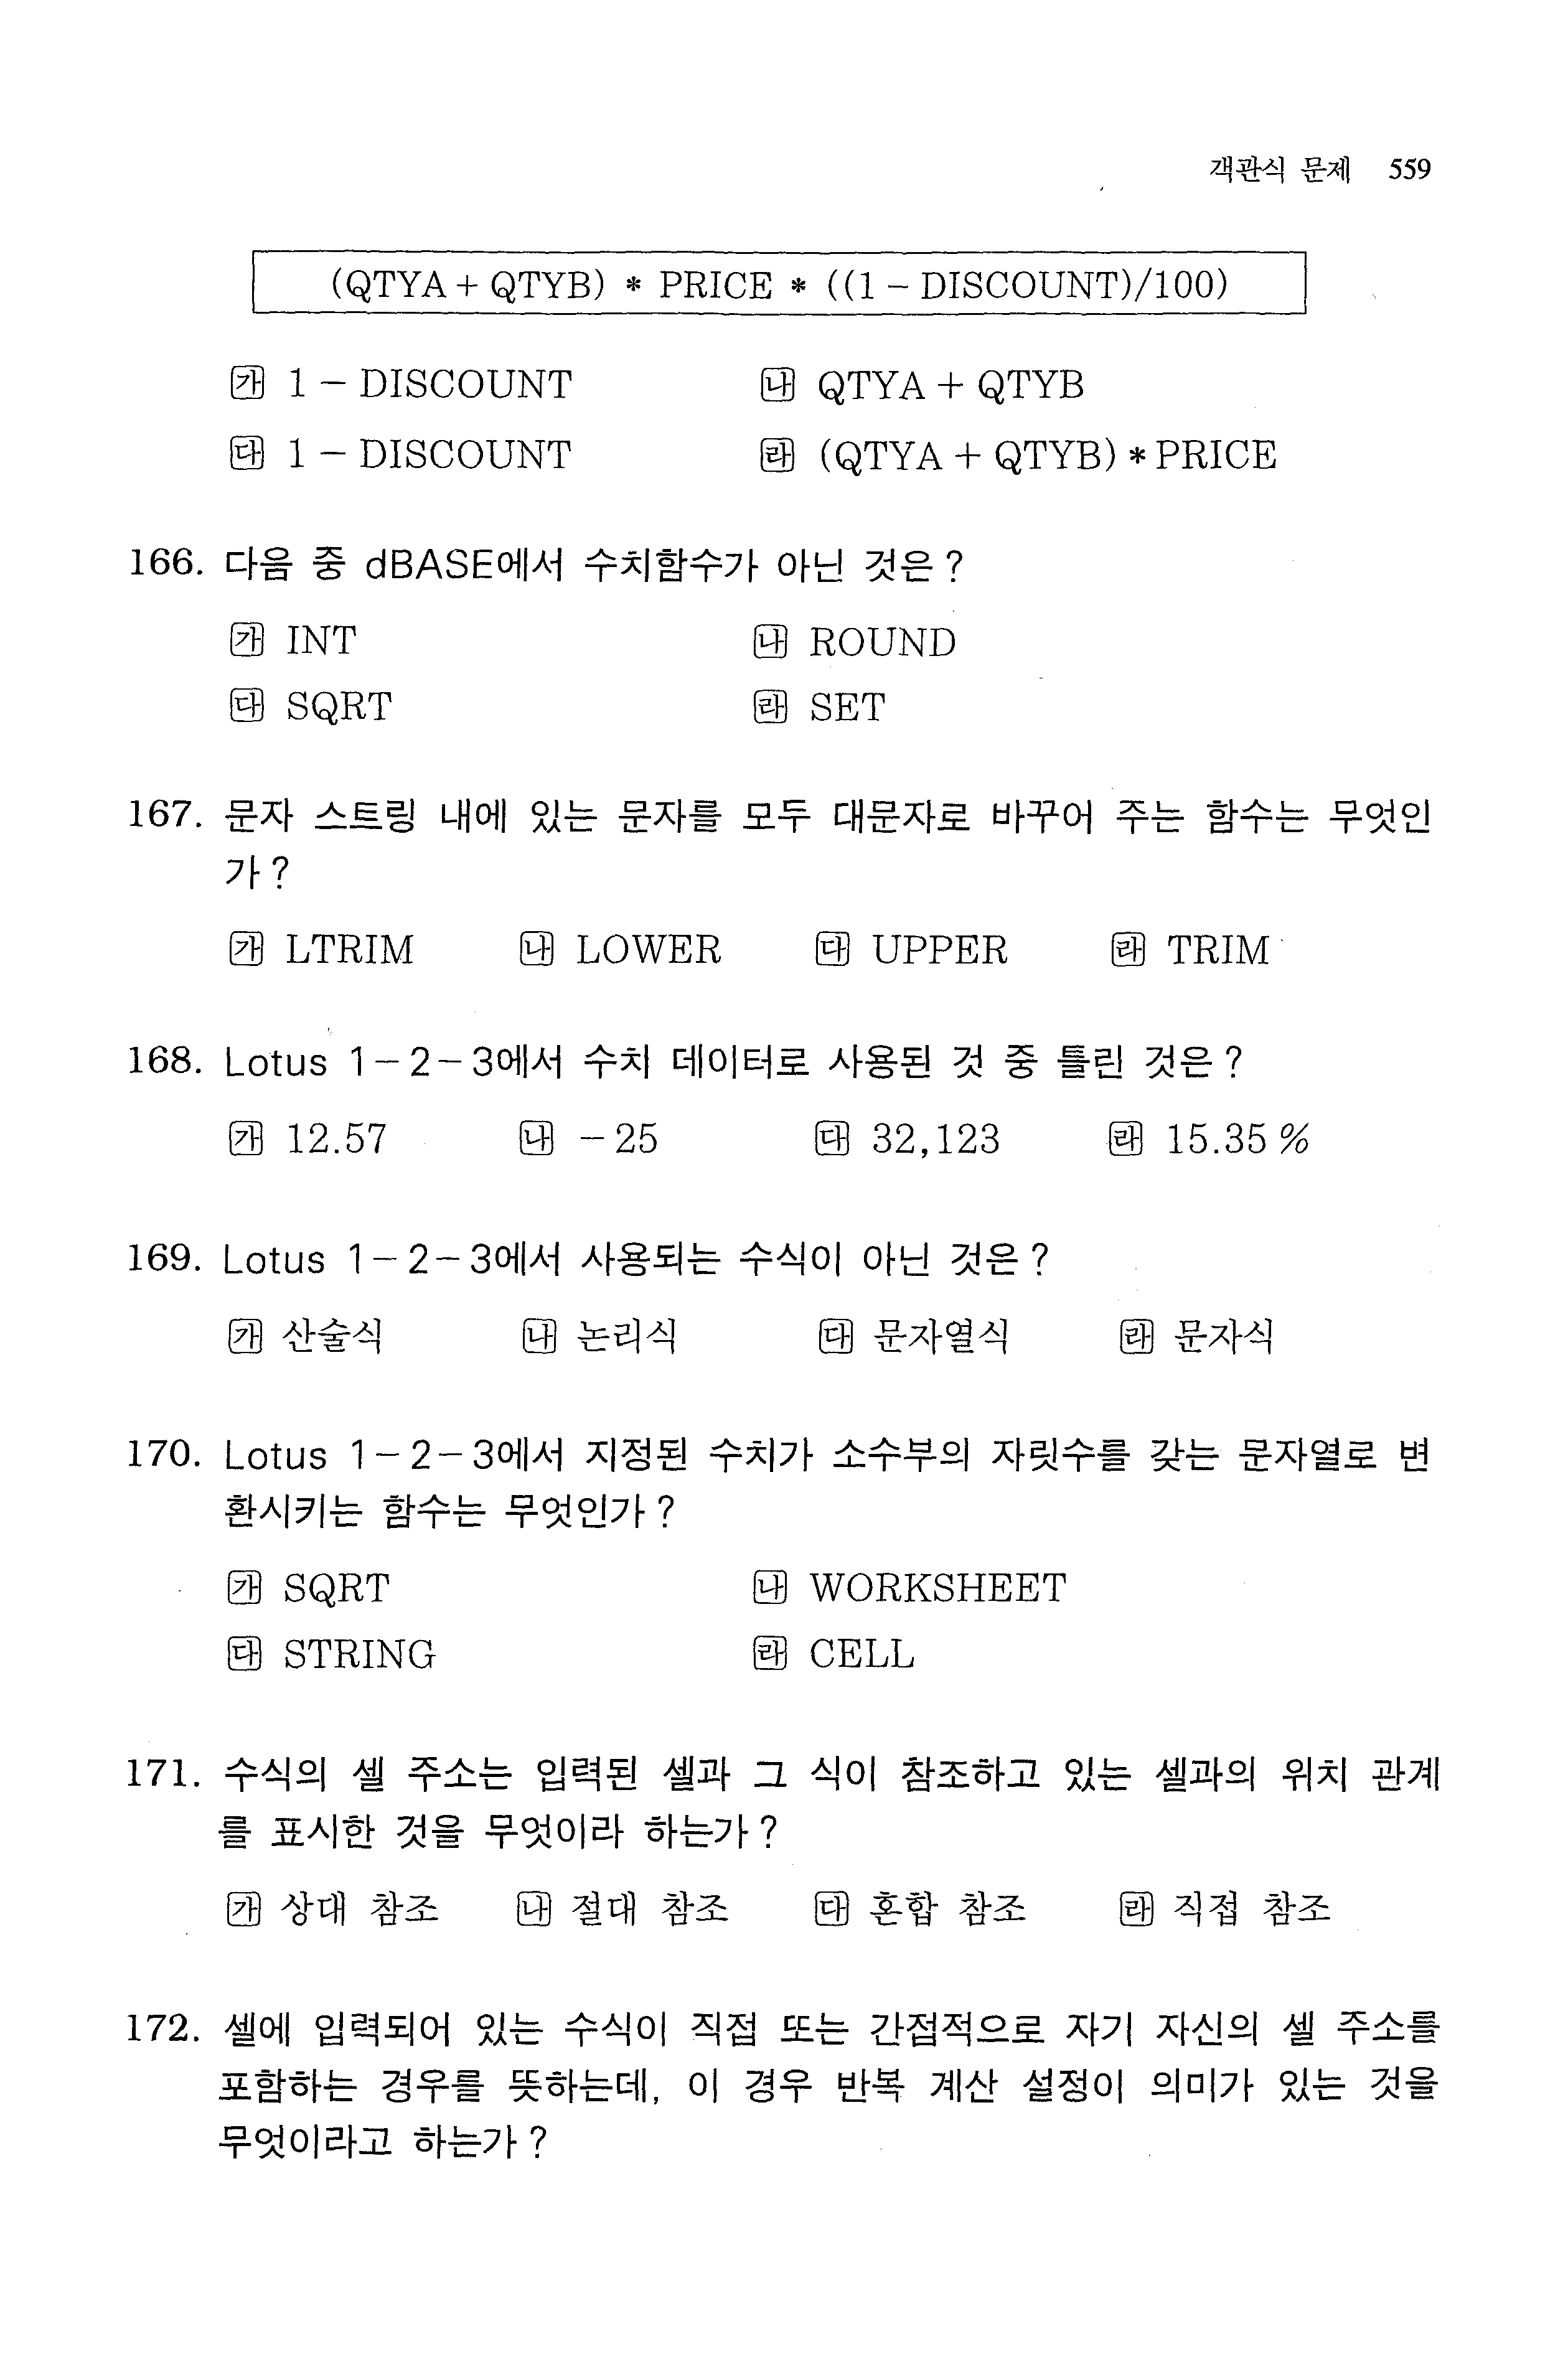 객관식 문제 559
(QTYA + QTYB) * PRICE * ((1 - DISCOUNT)/100)
㉮ 1 - DISCOUNT ㉯ QTYA + QTYB
㉰ 1 - DISCOUNT ㉱ (QTYA + QTYB) * PRICE
166. 다음 중 dBASE에서 수치함수가 아닌 것은?
㉮ INT ㉯ ROUND
㉰ SQRT ㉱ SET
167. 문자 스트링 내에 있는 문자를 모두 대문자로 바꾸어 주는 함수는 무엇인
가?
㉮ LTRIM ㉯ LOWER ㉰ UPPER ㉱ TRIM
168. Lotus 1-2-3에서 수치 데이터로 사용된 것 중 틀린 것은?
㉮ 12.57 ㉯ -25 ㉰ 32,123 ㉱ 15.35 %
169. Lotus 1-2-3에서 사용되는 수식이 아닌 것은?
㉮ 산술식 ㉯ 논리식 ㉰ 문자열식 ㉱ 문자식
170. Lotus 1-2-3에서 지정된 수치가 소수부의 자릿수를 갖는 문자열로 변
환시키는 함수는 무엇인가?
㉮ SQRT ㉯ WORKSHEET
㉰ STRING ㉱ CELL
171. 수식의 셀 주소는 입력된 셀과 그 식이 참조하고 있는 셀과의 위치 관계
를 표시한 것을 무엇이라 하는가?
㉮ 상대 참조 ㉯ 절대 참조 ㉰ 혼합 참조 ㉱ 직접 참조
172. 셀에 입력되어 있는 수식이 직접 또는 간접적으로 자기 자신의 셀 주소를
포함하는 경우를 뜻하는데, 이 경우 반복 계산 설정이 의미가 있는 것을
무엇이라고 하는가?